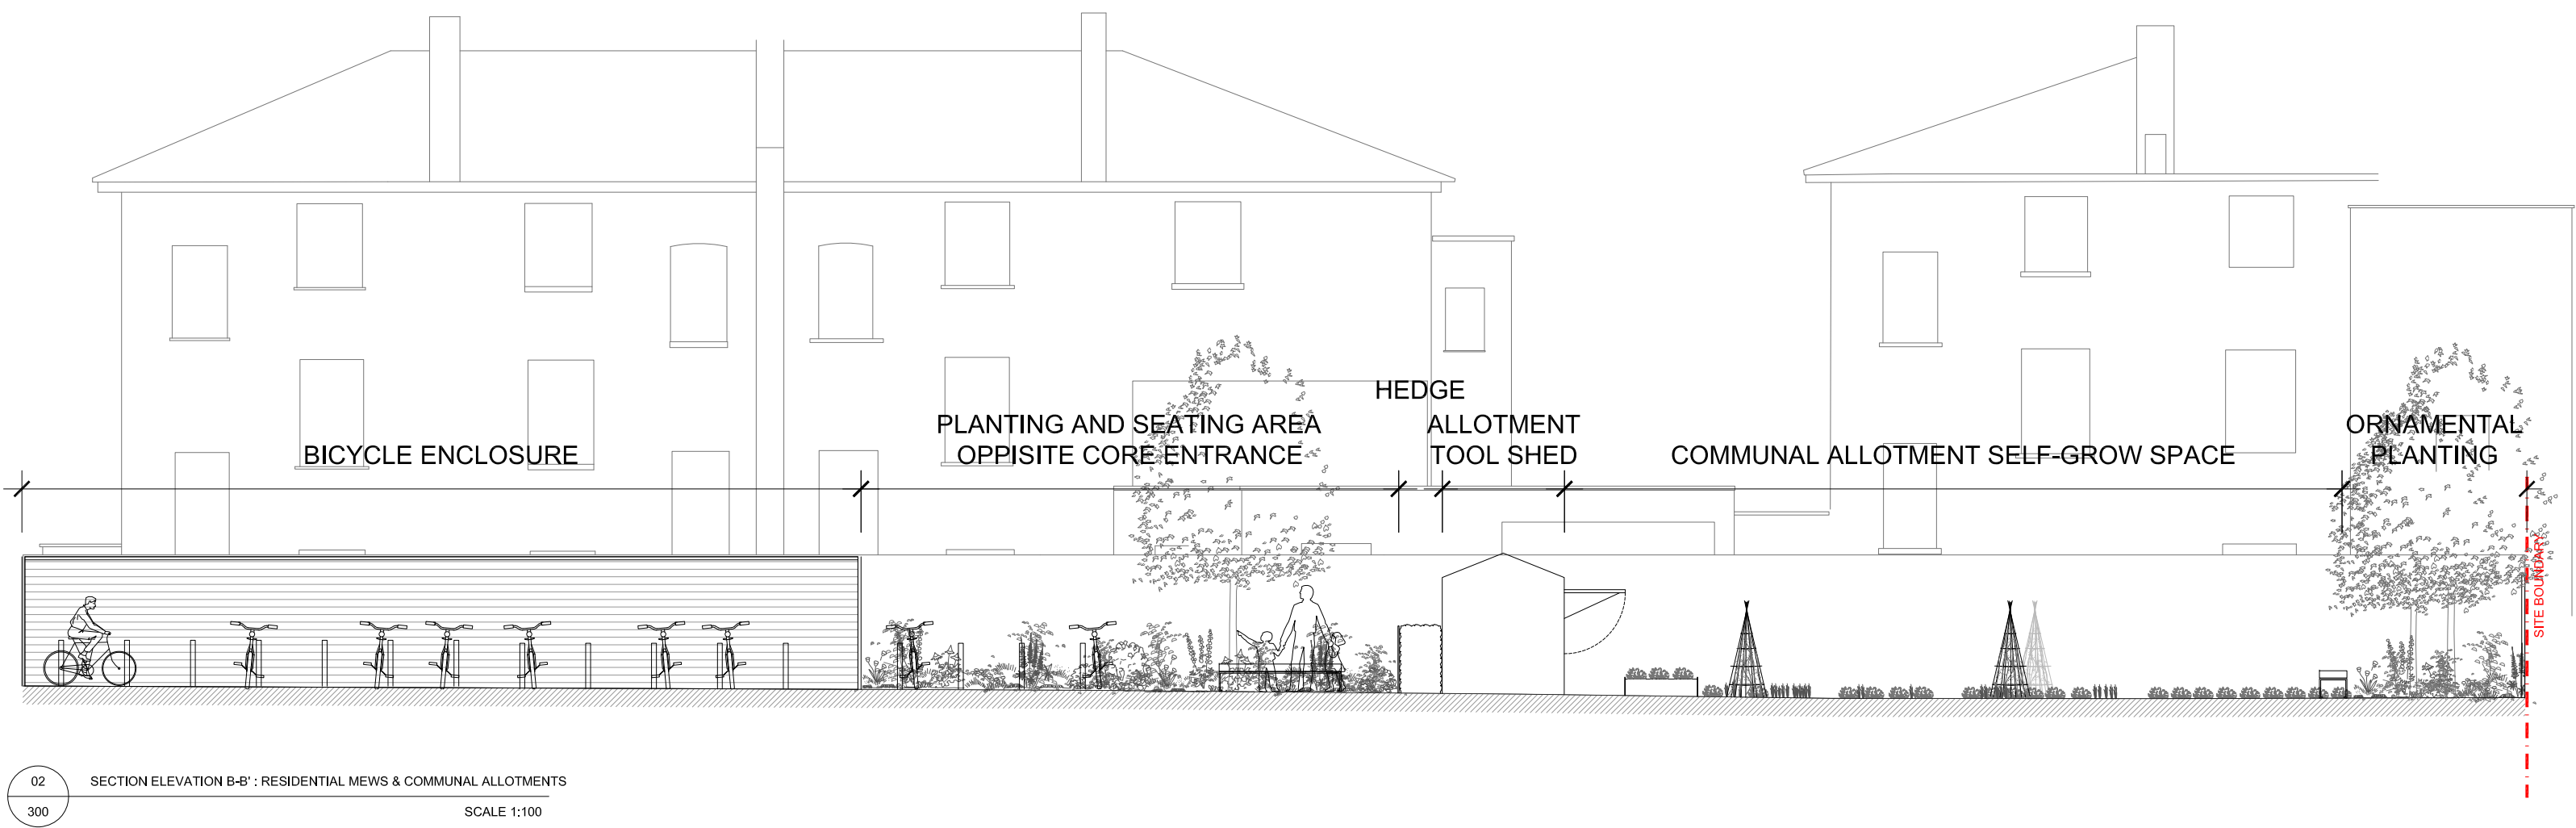 HEDGE
PLANTING AND SEATING AREA
OPPISITE CORE ENTRANCE
ALLOTMENT
TOOL SHED
ORNAMENTAL
PLANTING
BICYCLE ENCLOSURE
COMMUNAL ALLOTMENT SELF-GROW SPACE
SITE BOUNDARY
02
300
SECTION ELEVATION B-B' : RESIDENTIAL MEWS & COMMUNAL ALLOTMENTS
SCALE 1:100